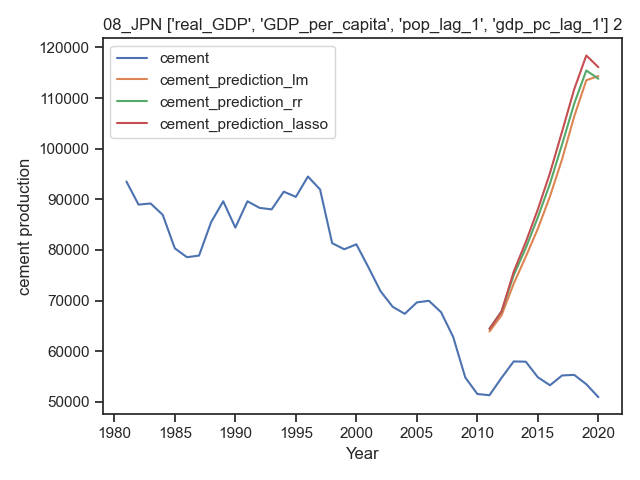 08_JPN ['real_GDP', 'GDP_per_capita', 'pop_lag_1', 'gdp_pc_lag_1'] 2
120000
110000
100000
90000
80000
70000
60000
50000
cement production
cement
cement_prediction_lm
cement_prediction_rr
cement_prediction_lasso
1980 1985 1990 1995 2000 2005 2010 2015 2020
Year